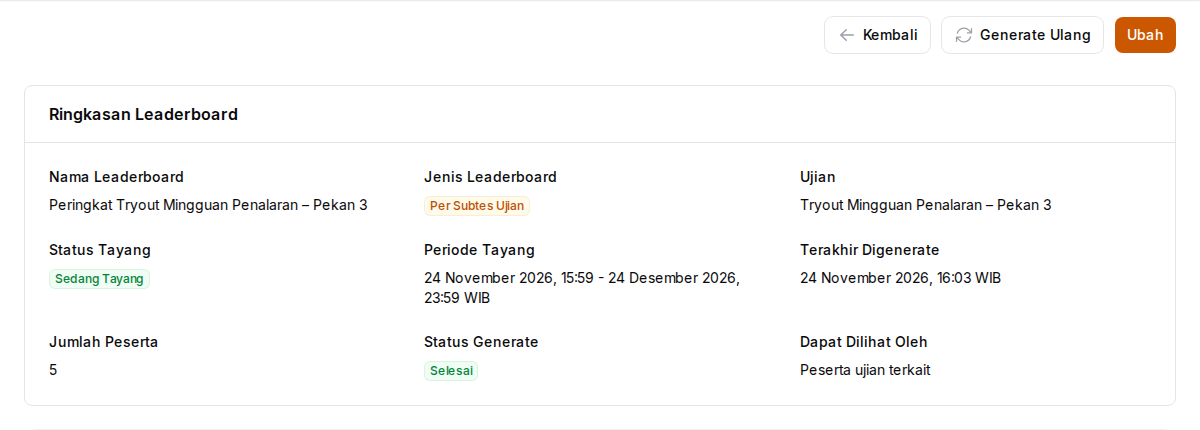 Kembali
Generate Ulang
Ubah
Ringkasan Leaderboard
Nama Leaderboard
Peringkat Tryout Mingguan Penalaran – Pekan 3
Jenis Leaderboard
Per Subtes Ujian
Ujian
Tryout Mingguan Penalaran – Pekan 3
Status Tayang
Sedang Tayang
Periode Tayang
24 November 2026, 15:59 - 24 Desember 2026,
23:59 WIB
Terakhir Digenerate
24 November 2026, 16:03 WIB
Jumlah Peserta
5
Status Generate
Selesai
Dapat Dilihat Oleh
Peserta ujian terkait